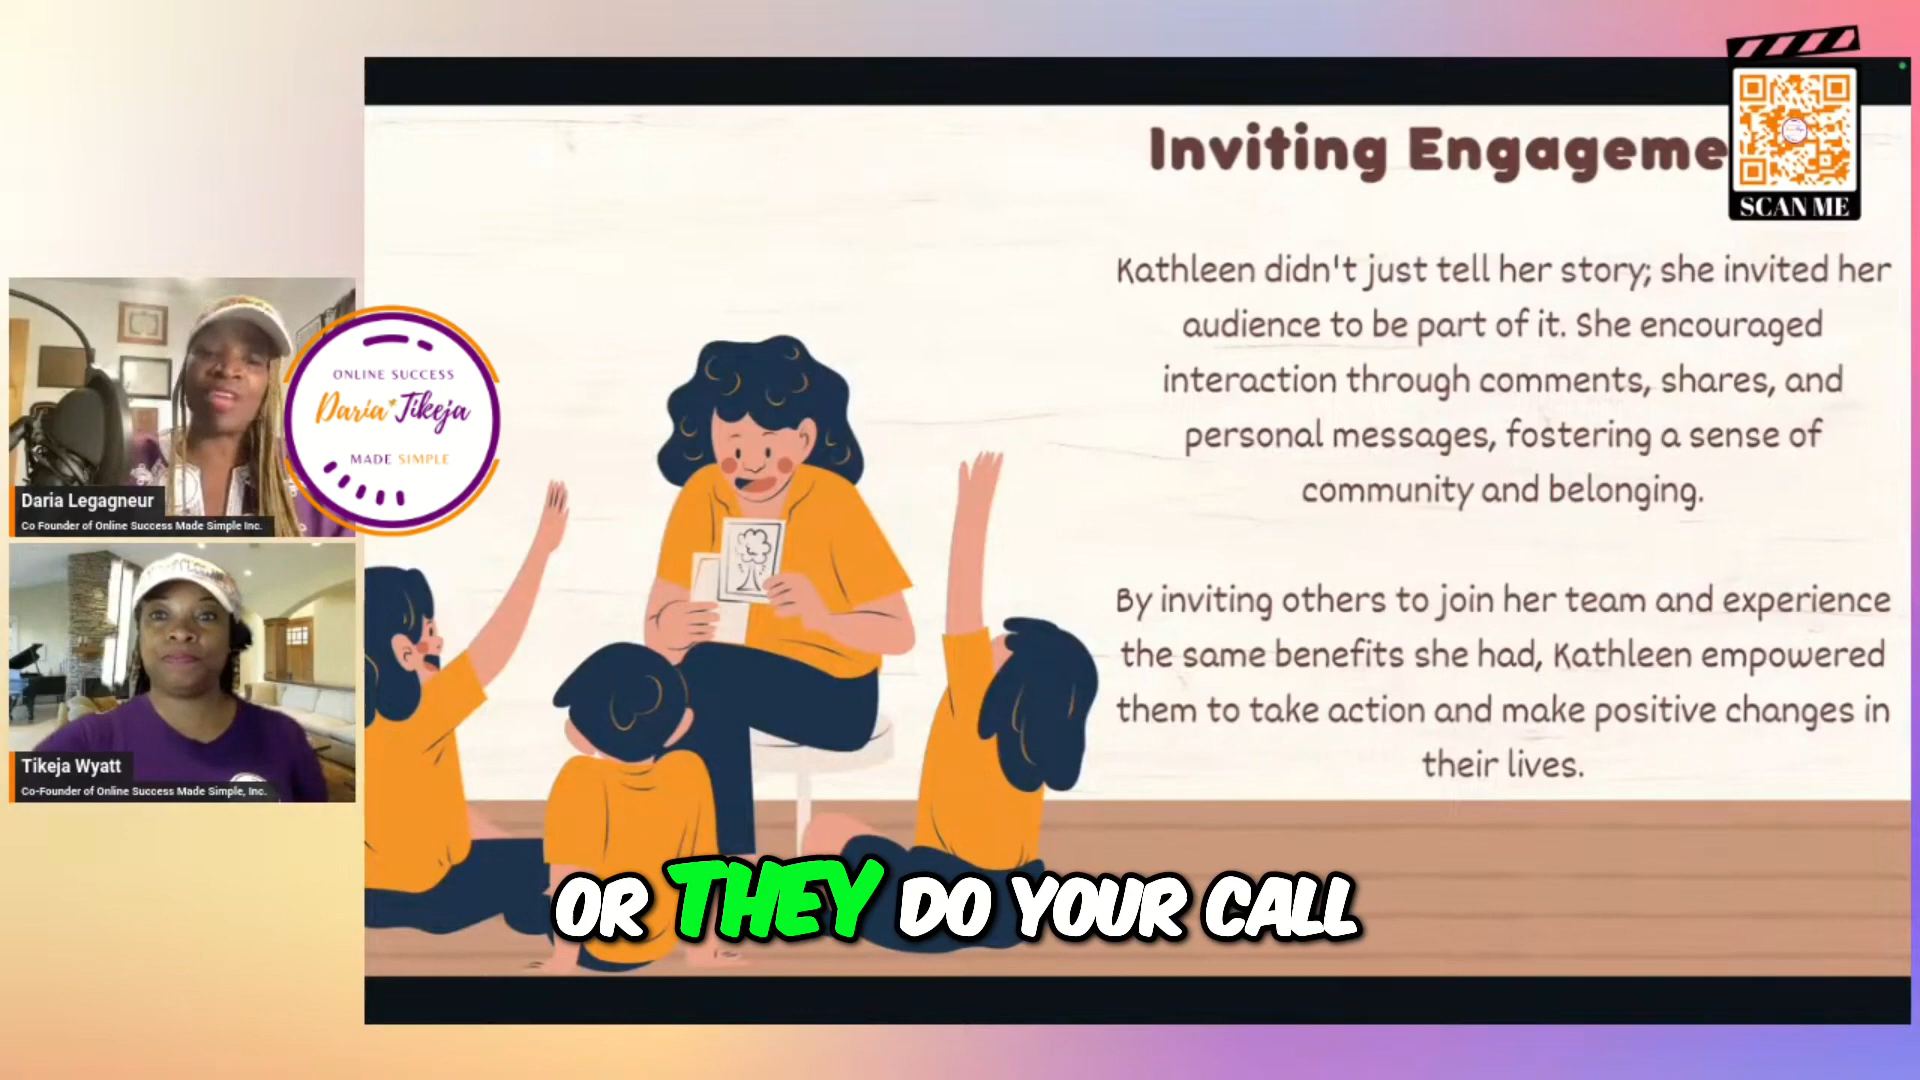 Inviting Engageme
SCAN ME
Kathleen didn't just tell her story; she invited her
audience to be part of it. She encouraged
interaction through comments, shares, and
personal messages, fostering a sense of
community and belonging.
By inviting others to join her team and experience
the same benefits she had, Kathleen empowered
them to take action and make positive changes in
their lives.
ONLINE SUCCESS
Daria Tikeja
MADE SIMPLE
Daria Legagneur
Co Founder of Online Success Made Simple Inc.
Tikeja Wyatt
Co-Founder of Online Success Made Simple, Inc.
OR THEY DO YOUR CALL